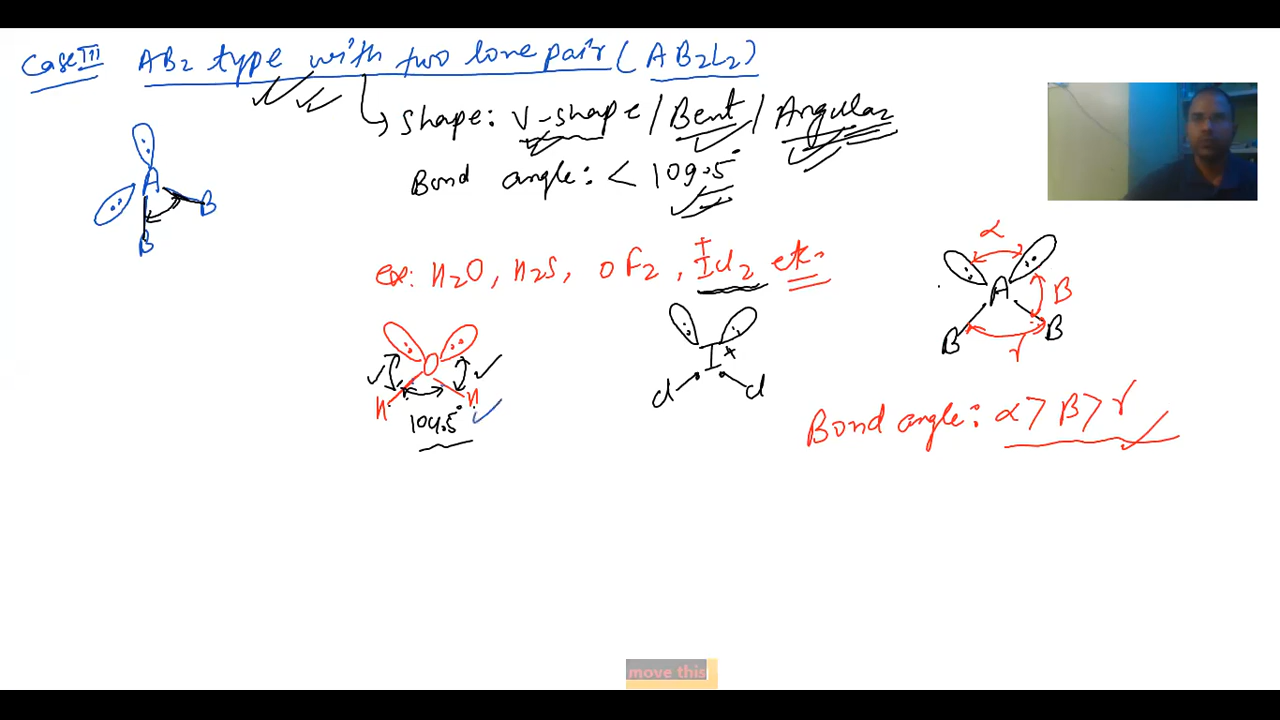 Case III AB2 type with two lone pair (AB2L2)
Shape: V-shape / Bent / Angular
Bond angle: < 109.5°
A
B
B
ex: H2O, H2S, OF2, ICl2+ etc.
α
A
B
B
B
γ
O
H
H
104.5°
I+
Cl
Cl
Bond angle: α > B > γ
move this